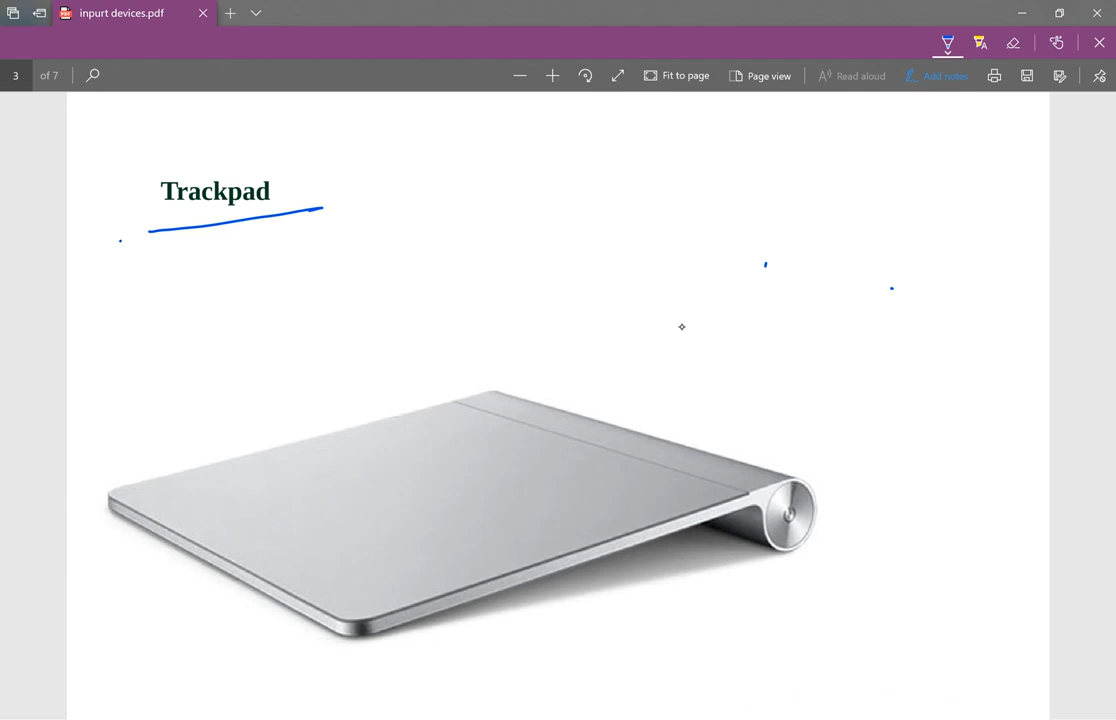 inpurt devices.pdf
3 of 7
Fit to page
Page view
Read aloud
Add notes
Trackpad